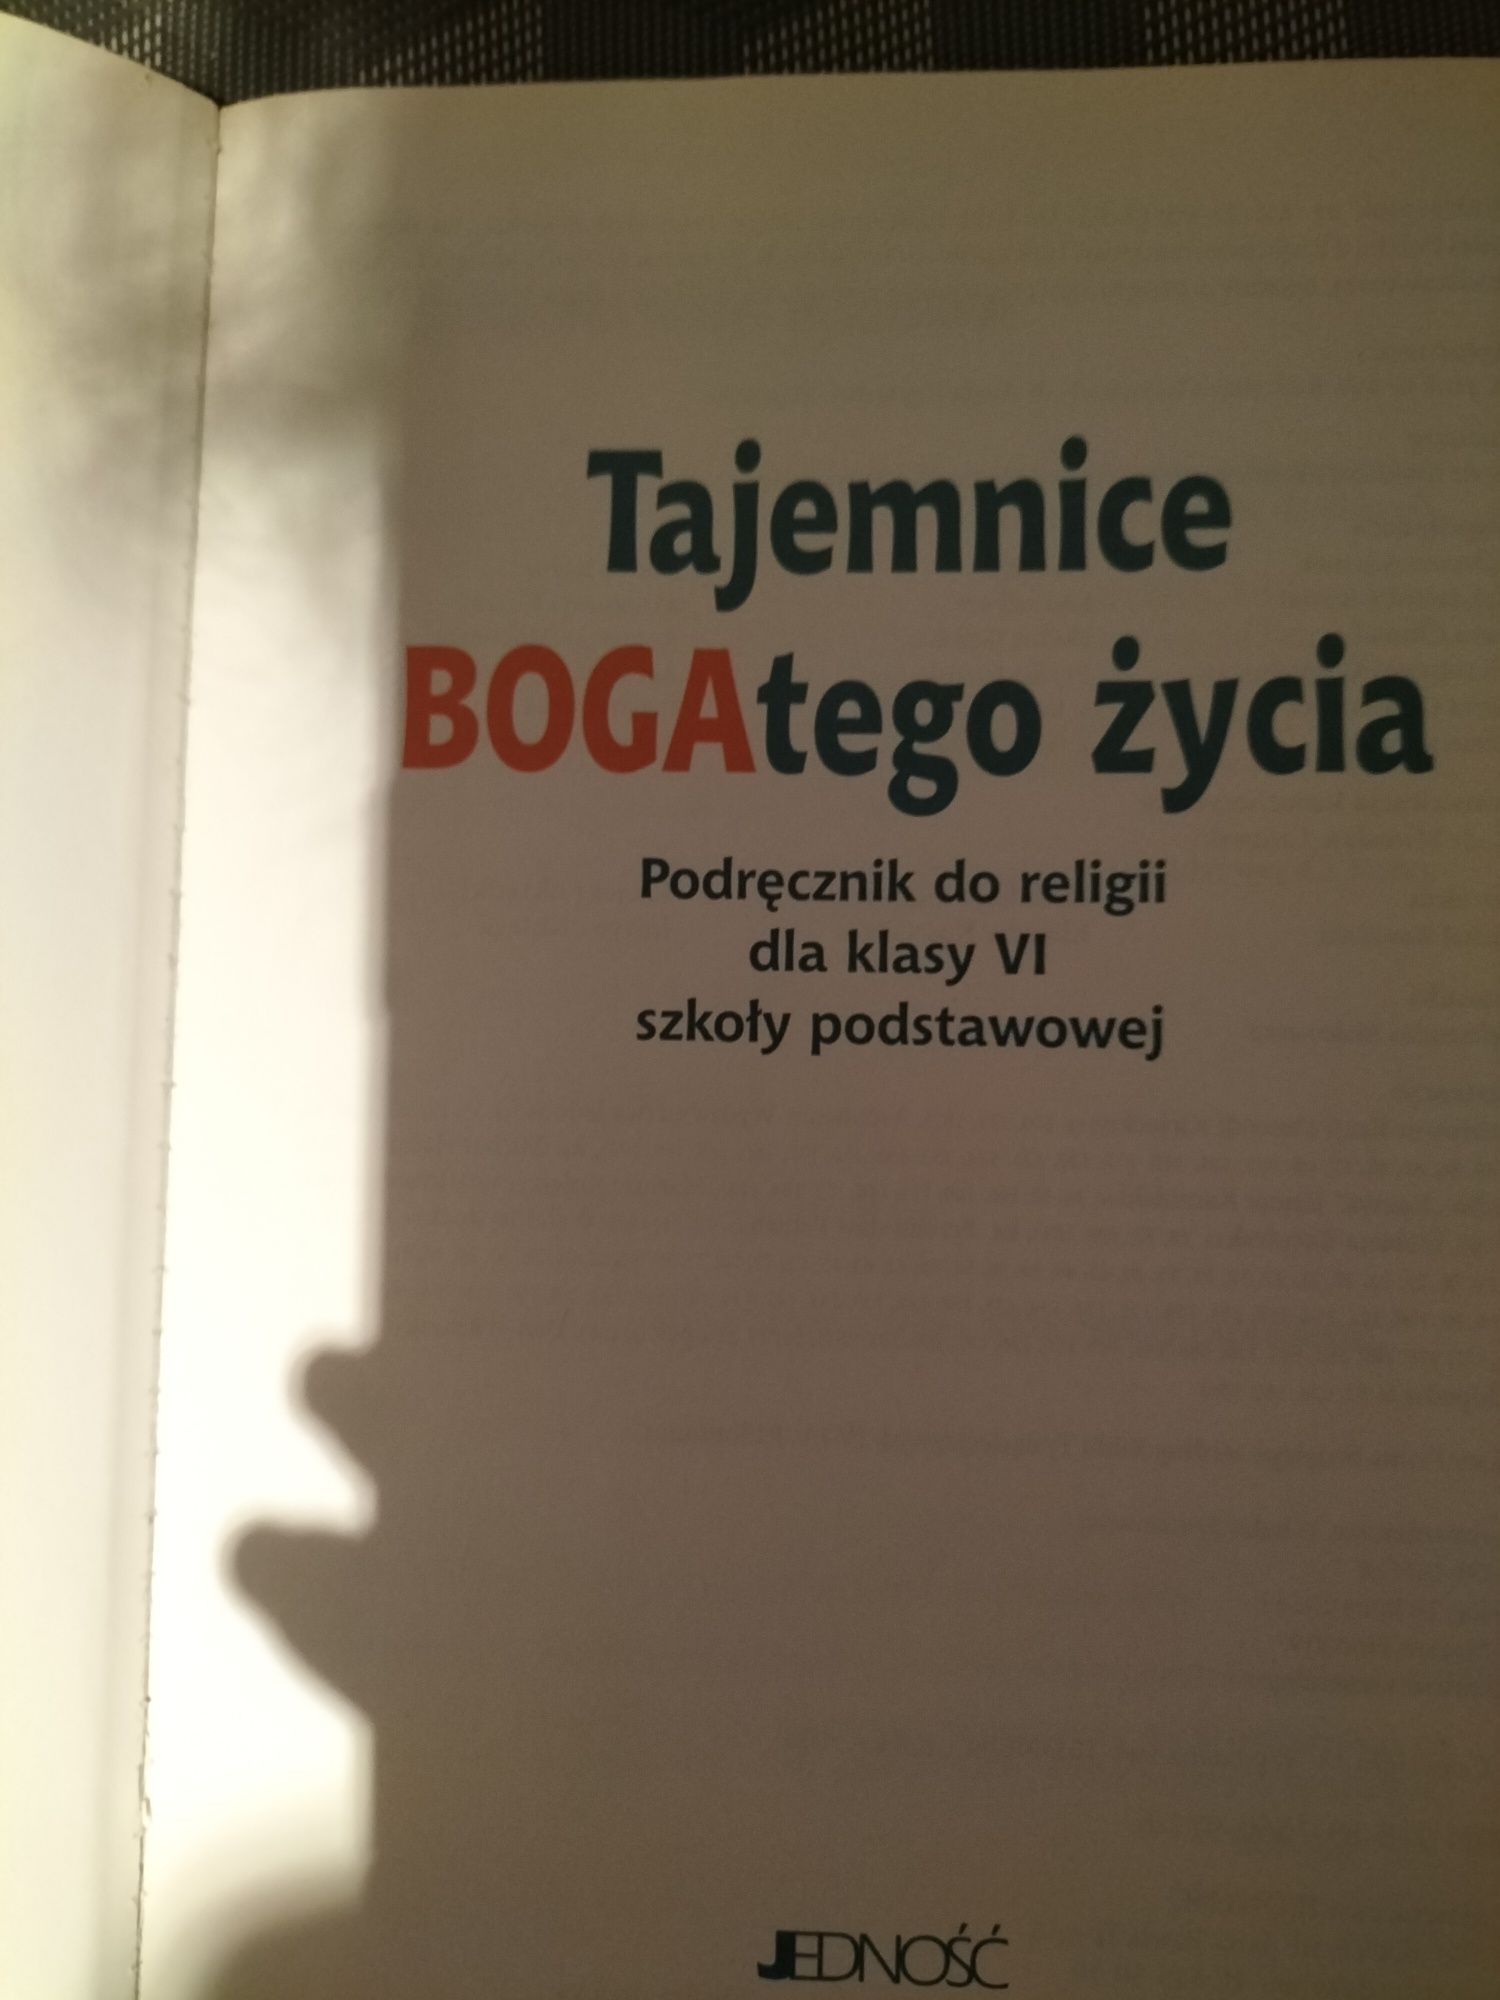 Tajemnice
BOGAtego życia
Podręcznik do religii
dla klasy VI
szkoły podstawowej
JEDNOŚĆ